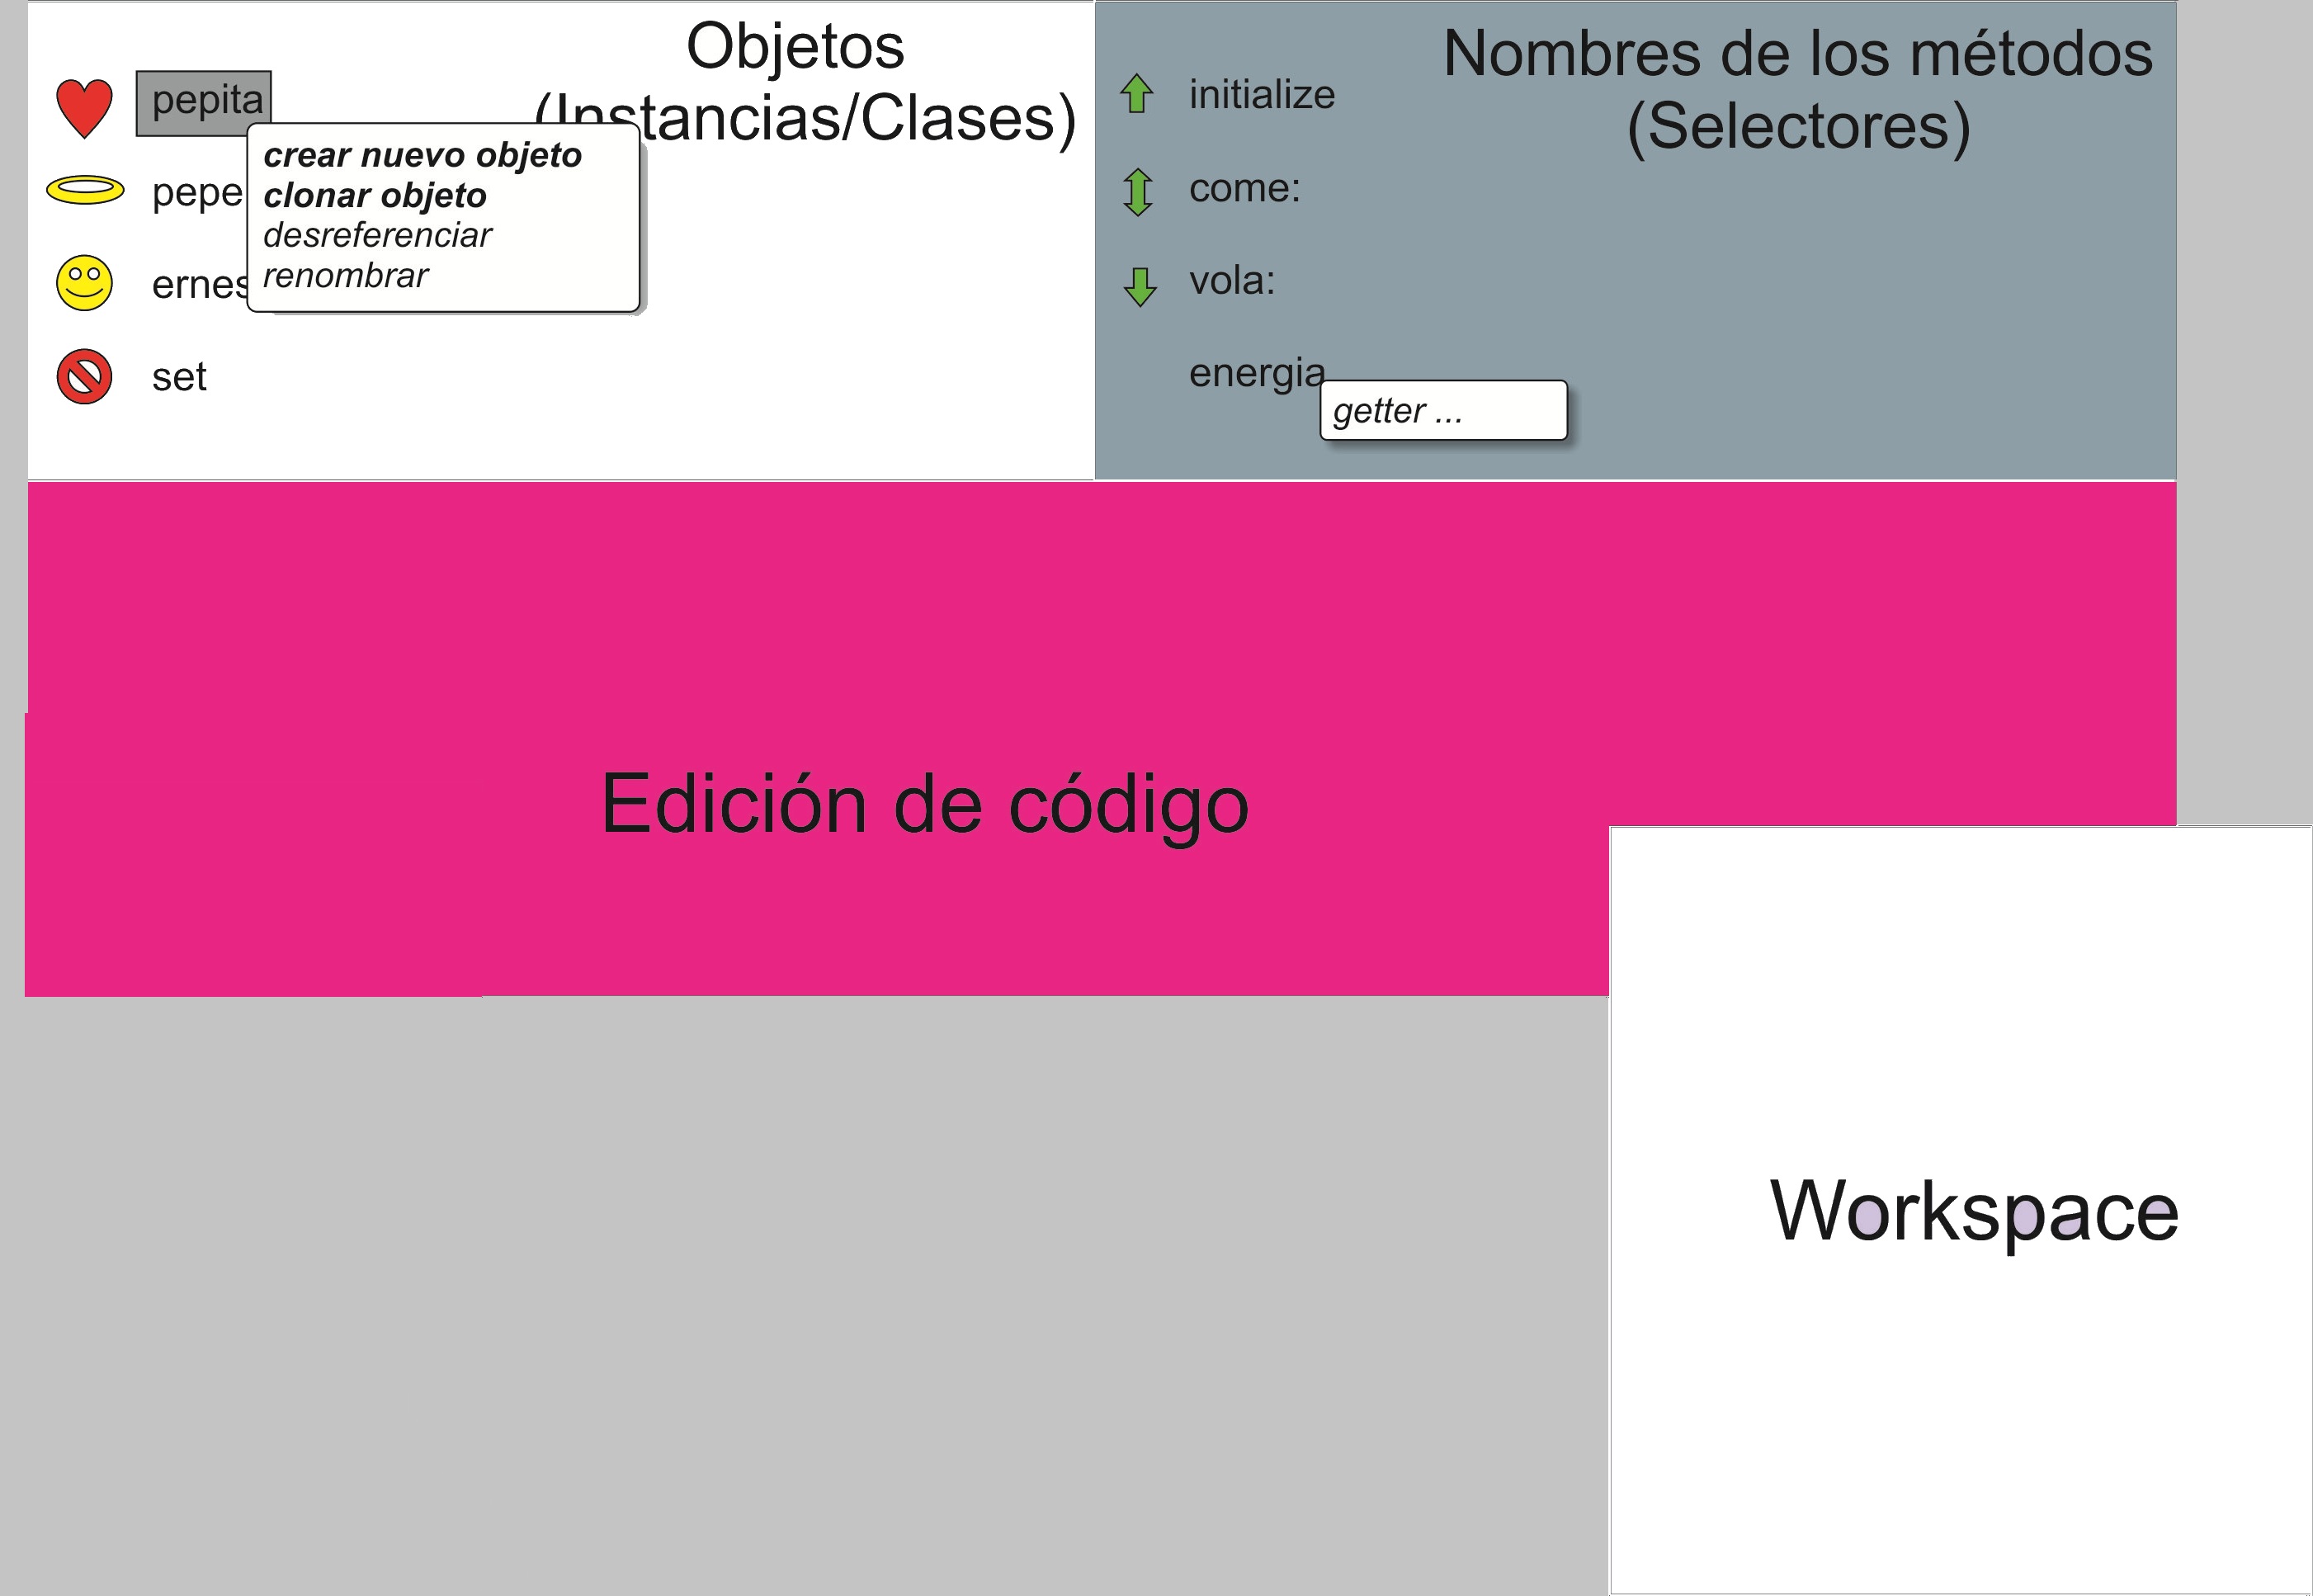 Objetos
(Instancias/Clases)
pepita
crear nuevo objeto
clonar objeto
desreferenciar
renombrar
pepe
ernes
set
Nombres de los métodos
(Selectores)
initialize
come:
vola:
energia
getter ...
Edición de código
Workspace